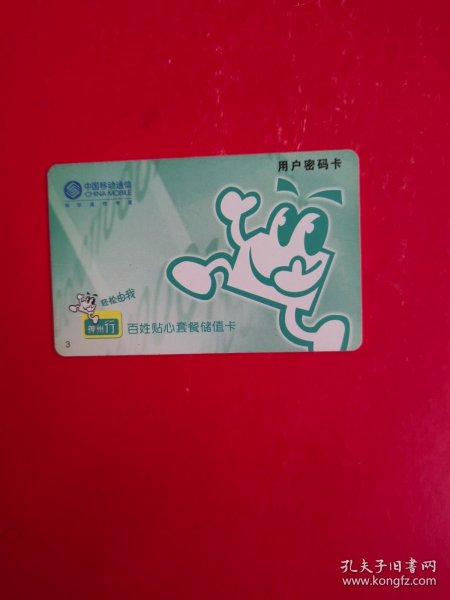 用户密码卡
中国移动通信
CHINA MOBILE
轻松由我
神州行 百姓贴心套餐储值卡
3
孔夫子旧书网
www.kongfz.com